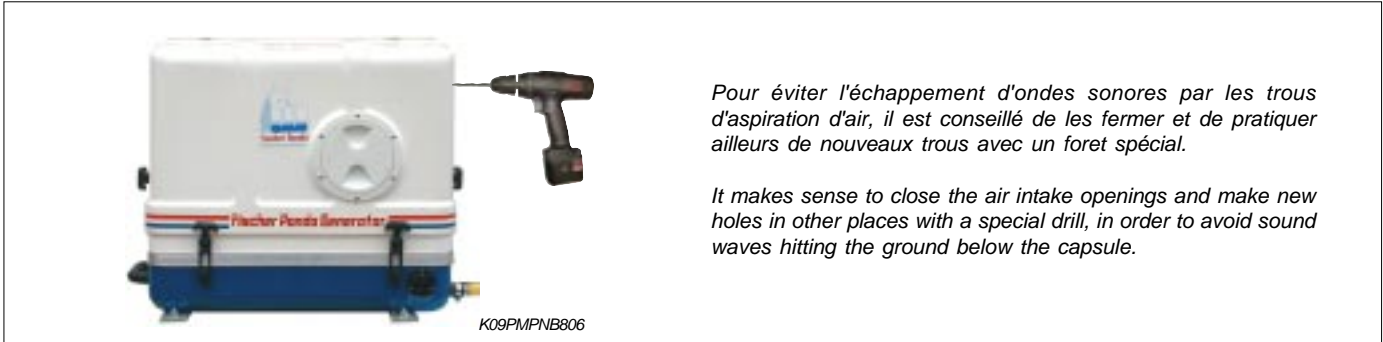 Fischer Panda
Fischer Panda Generator
K09PMPNB806
Pour éviter l'échappement d'ondes sonores par les trous
d'aspiration d'air, il est conseillé de les fermer et de pratiquer
ailleurs de nouveaux trous avec un foret spécial.
It makes sense to close the air intake openings and make new
holes in other places with a special drill, in order to avoid sound
waves hitting the ground below the capsule.